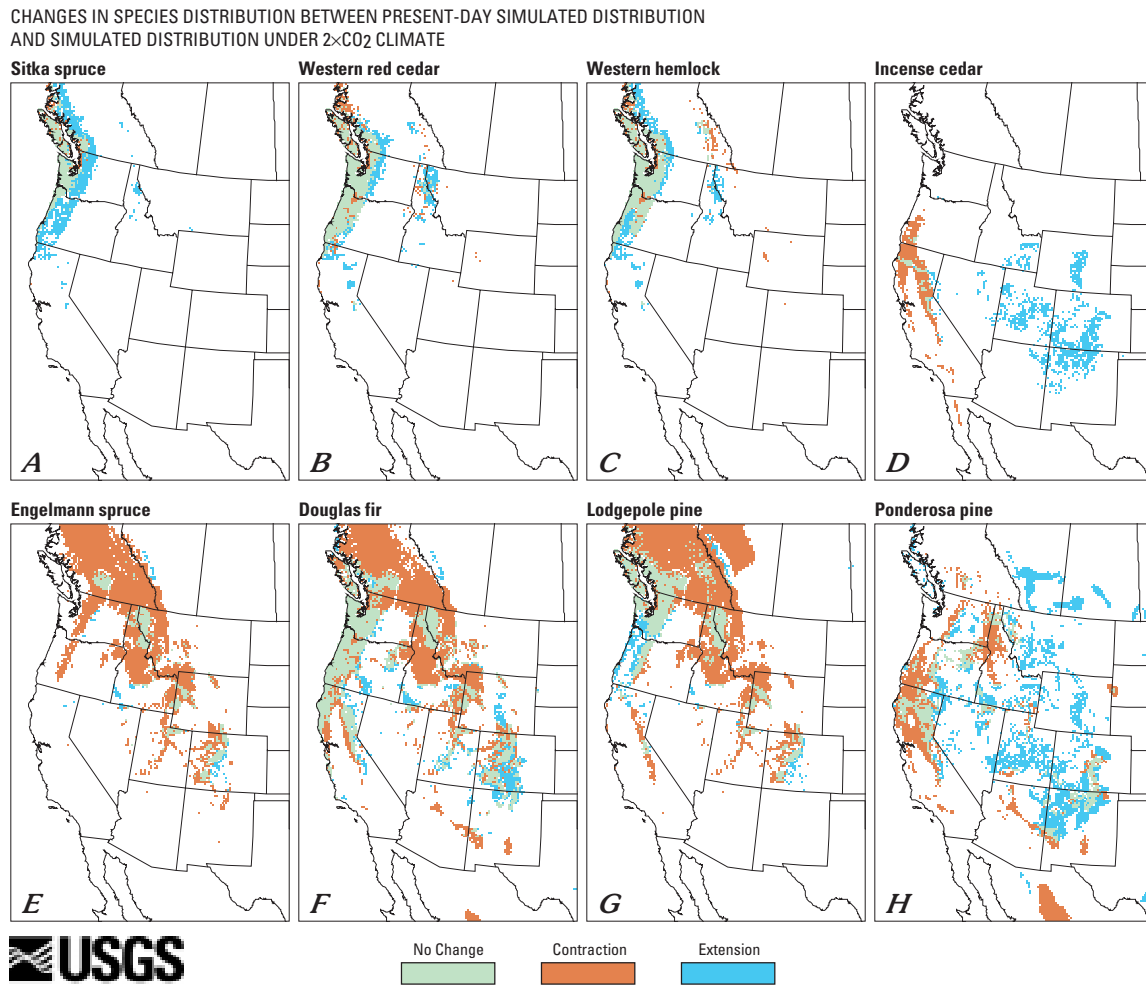 CHANGES IN SPECIES DISTRIBUTION BETWEEN PRESENT-DAY SIMULATED DISTRIBUTION
AND SIMULATED DISTRIBUTION UNDER 2×CO2 CLIMATE
Sitka spruce
Western red cedar
Western hemlock
Incense cedar
A
B
C
D
Engelmann spruce
Douglas fir
Lodgepole pine
Ponderosa pine
E
F
G
H
USGS
No Change
Contraction
Extension